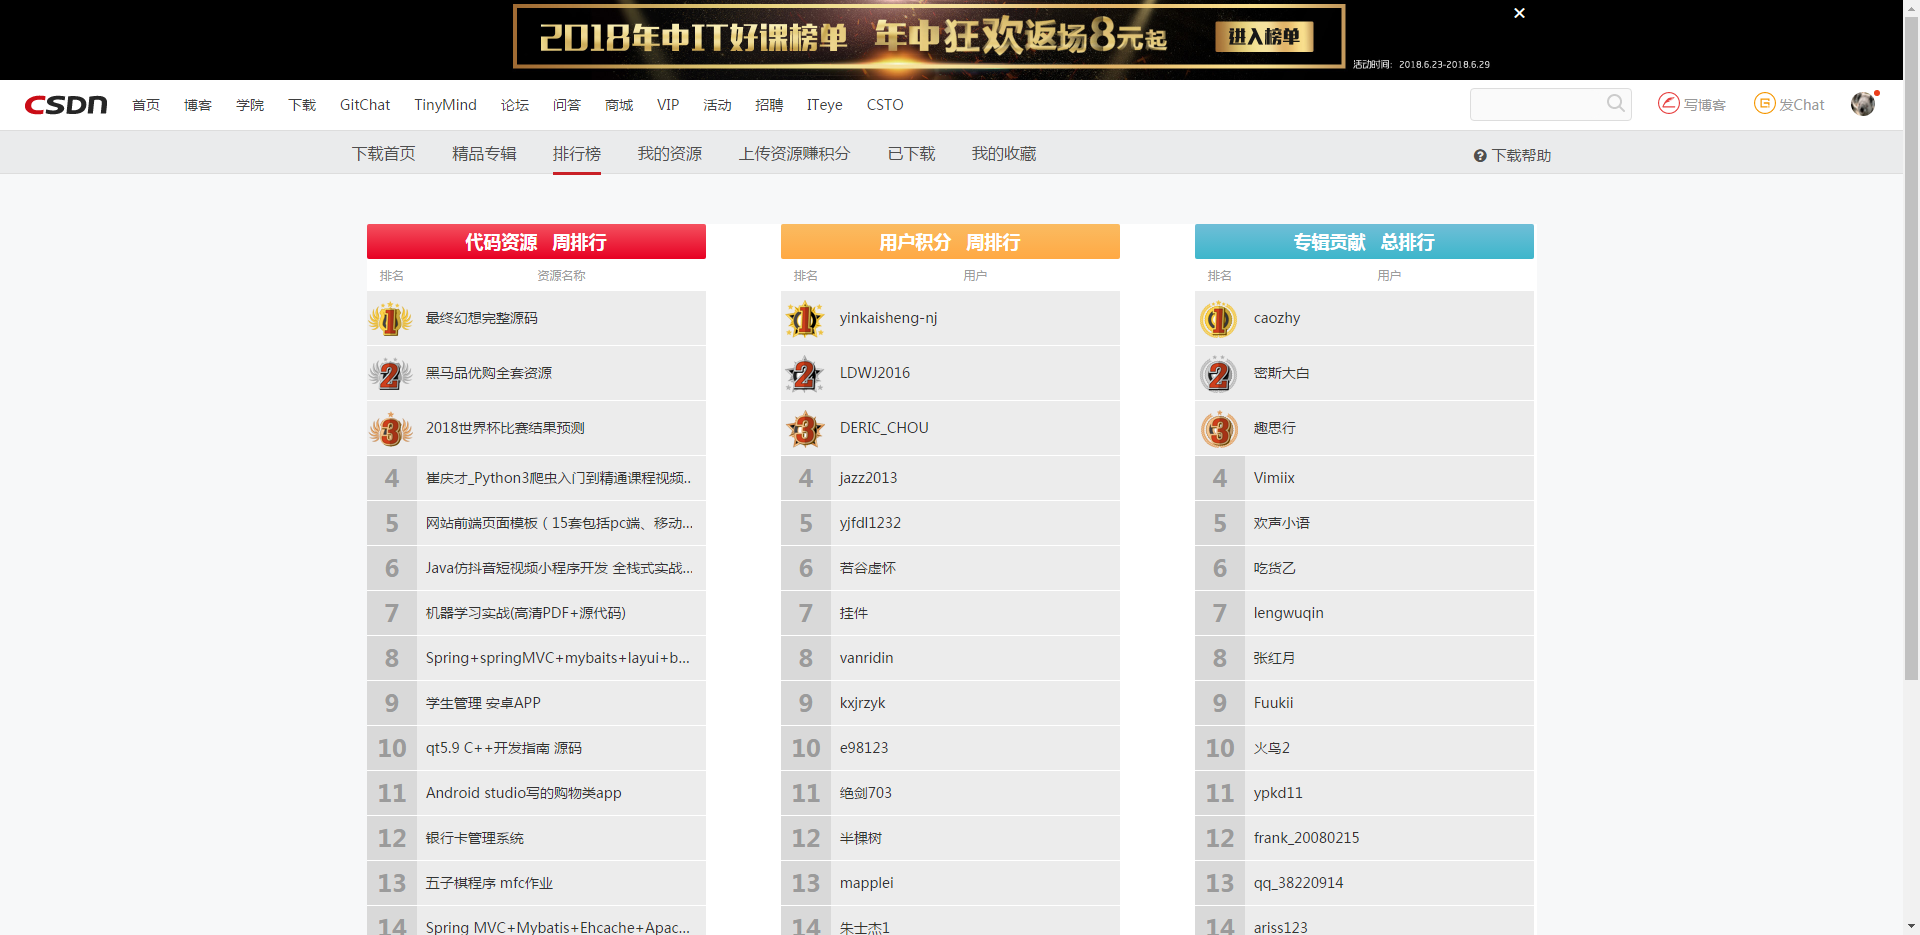 2018年中IT好课榜单 年中狂欢返场8元起 进入榜单
活动时间：2018.6.23-2018.6.29
CSDN 首页 博客 学院 下载 GitChat TinyMind 论坛 问答 商城 VIP 活动 招聘 ITeye CSTO 写博客 发Chat
下载首页 精品专辑 排行榜 我的资源 上传资源赚积分 已下载 我的收藏 下载帮助
代码资源 周排行
排名 资源名称
1 最终幻想完整源码
2 黑马品优购全套资源
3 2018世界杯比赛结果预测
4 崔庆才_Python3爬虫入门到精通课程视频..
5 网站前端页面模板（15套包括pc端、移动...
6 Java仿抖音短视频小程序开发 全栈式实战...
7 机器学习实战(高清PDF+源代码)
8 Spring+springMVC+mybaits+layui+b...
9 学生管理 安卓APP
10 qt5.9 C++开发指南 源码
11 Android studio写的购物类app
12 银行卡管理系统
13 五子棋程序 mfc作业
14 Spring MVC+Mybatis+Ehcache+Apac...
用户积分 周排行
排名 用户
1 yinkaisheng-nj
2 LDWJ2016
3 DERIC_CHOU
4 jazz2013
5 yjfdl1232
6 若谷虚怀
7 挂件
8 vanridin
9 kxjrzyk
10 e98123
11 绝剑703
12 半棵树
13 mapplei
14 朱士杰1
专辑贡献 总排行
排名 用户
1 caozhy
2 密斯大白
3 趣思行
4 Vimiix
5 欢声小语
6 吃货乙
7 lengwuqin
8 张红月
9 Fuukii
10 火鸟2
11 ypkd11
12 frank_20080215
13 qq_38220914
14 ariss123